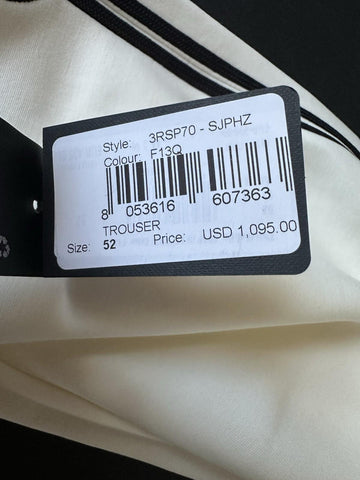 Style: 3RSP70 - SJPHZ
Colour: F13Q
8 053616 607363
TROUSER
Size: 52 Price: USD 1,095.00